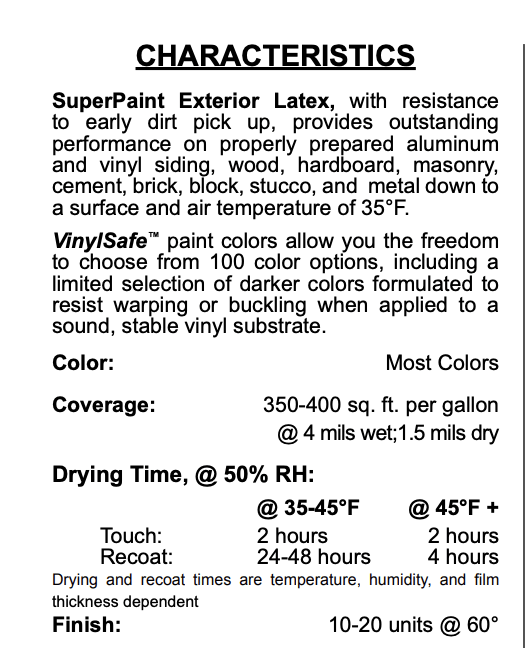 CHARACTERISTICS
SuperPaint Exterior Latex, with resistance
to early dirt pick up, provides outstanding
performance on properly prepared aluminum
and vinyl siding, wood, hardboard, masonry,
cement, brick, block, stucco, and metal down to
a surface and air temperature of 35°F.
VinylSafe™ paint colors allow you the freedom
to choose from 100 color options, including a
limited selection of darker colors formulated to
resist warping or buckling when applied to a
sound, stable vinyl substrate.
Color: Most Colors
Coverage: 350-400 sq. ft. per gallon
@ 4 mils wet;1.5 mils dry
Drying Time, @ 50% RH:
@ 35-45°F @ 45°F +
Touch: 2 hours 2 hours
Recoat: 24-48 hours 4 hours
Drying and recoat times are temperature, humidity, and film
thickness dependent
Finish: 10-20 units @ 60°